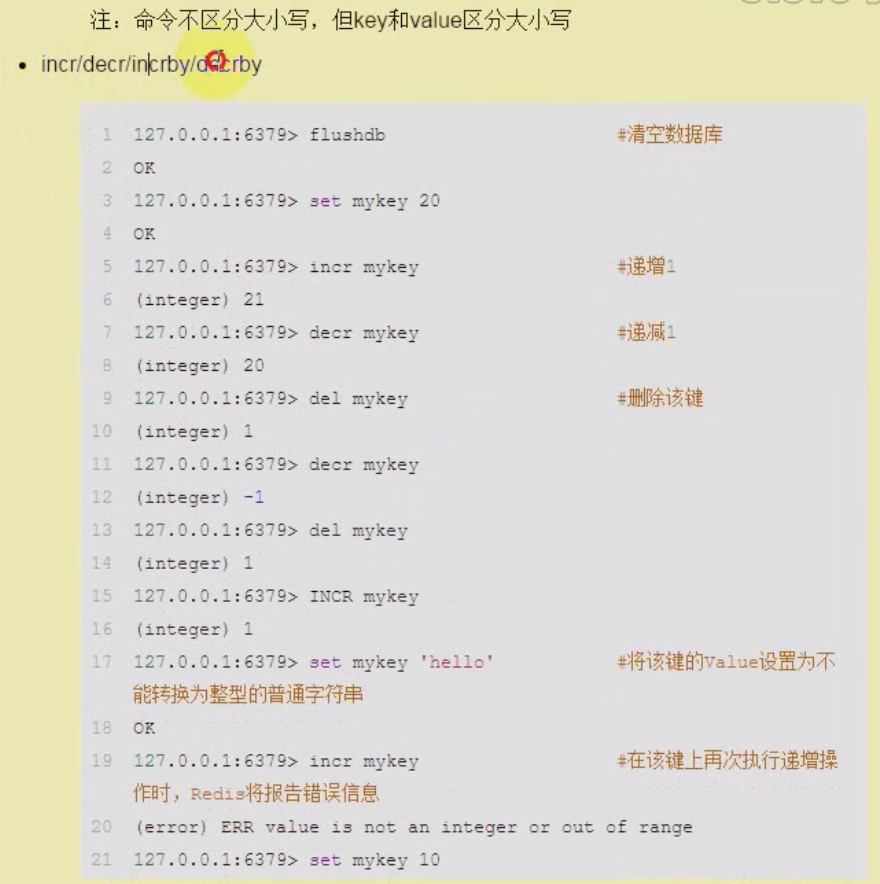 注：命令不区分大小写，但key和value区分大小写
• incr/decr/incrby/decrby
1 127.0.0.1:6379> flushdb #清空数据库
2 OK
3 127.0.0.1:6379> set mykey 20
4 OK
5 127.0.0.1:6379> incr mykey #递增1
6 (integer) 21
7 127.0.0.1:6379> decr mykey #递减1
8 (integer) 20
9 127.0.0.1:6379> del mykey #删除该键
10 (integer) 1
11 127.0.0.1:6379> decr mykey
12 (integer) -1
13 127.0.0.1:6379> del mykey
14 (integer) 1
15 127.0.0.1:6379> INCR mykey
16 (integer) 1
17 127.0.0.1:6379> set mykey 'hello' #将该键的Value设置为不
能转换为整型的普通字符串
18 OK
19 127.0.0.1:6379> incr mykey #在该键上再次执行递增操
作时，Redis将报告错误信息
20 (error) ERR value is not an integer or out of range
21 127.0.0.1:6379> set mykey 10